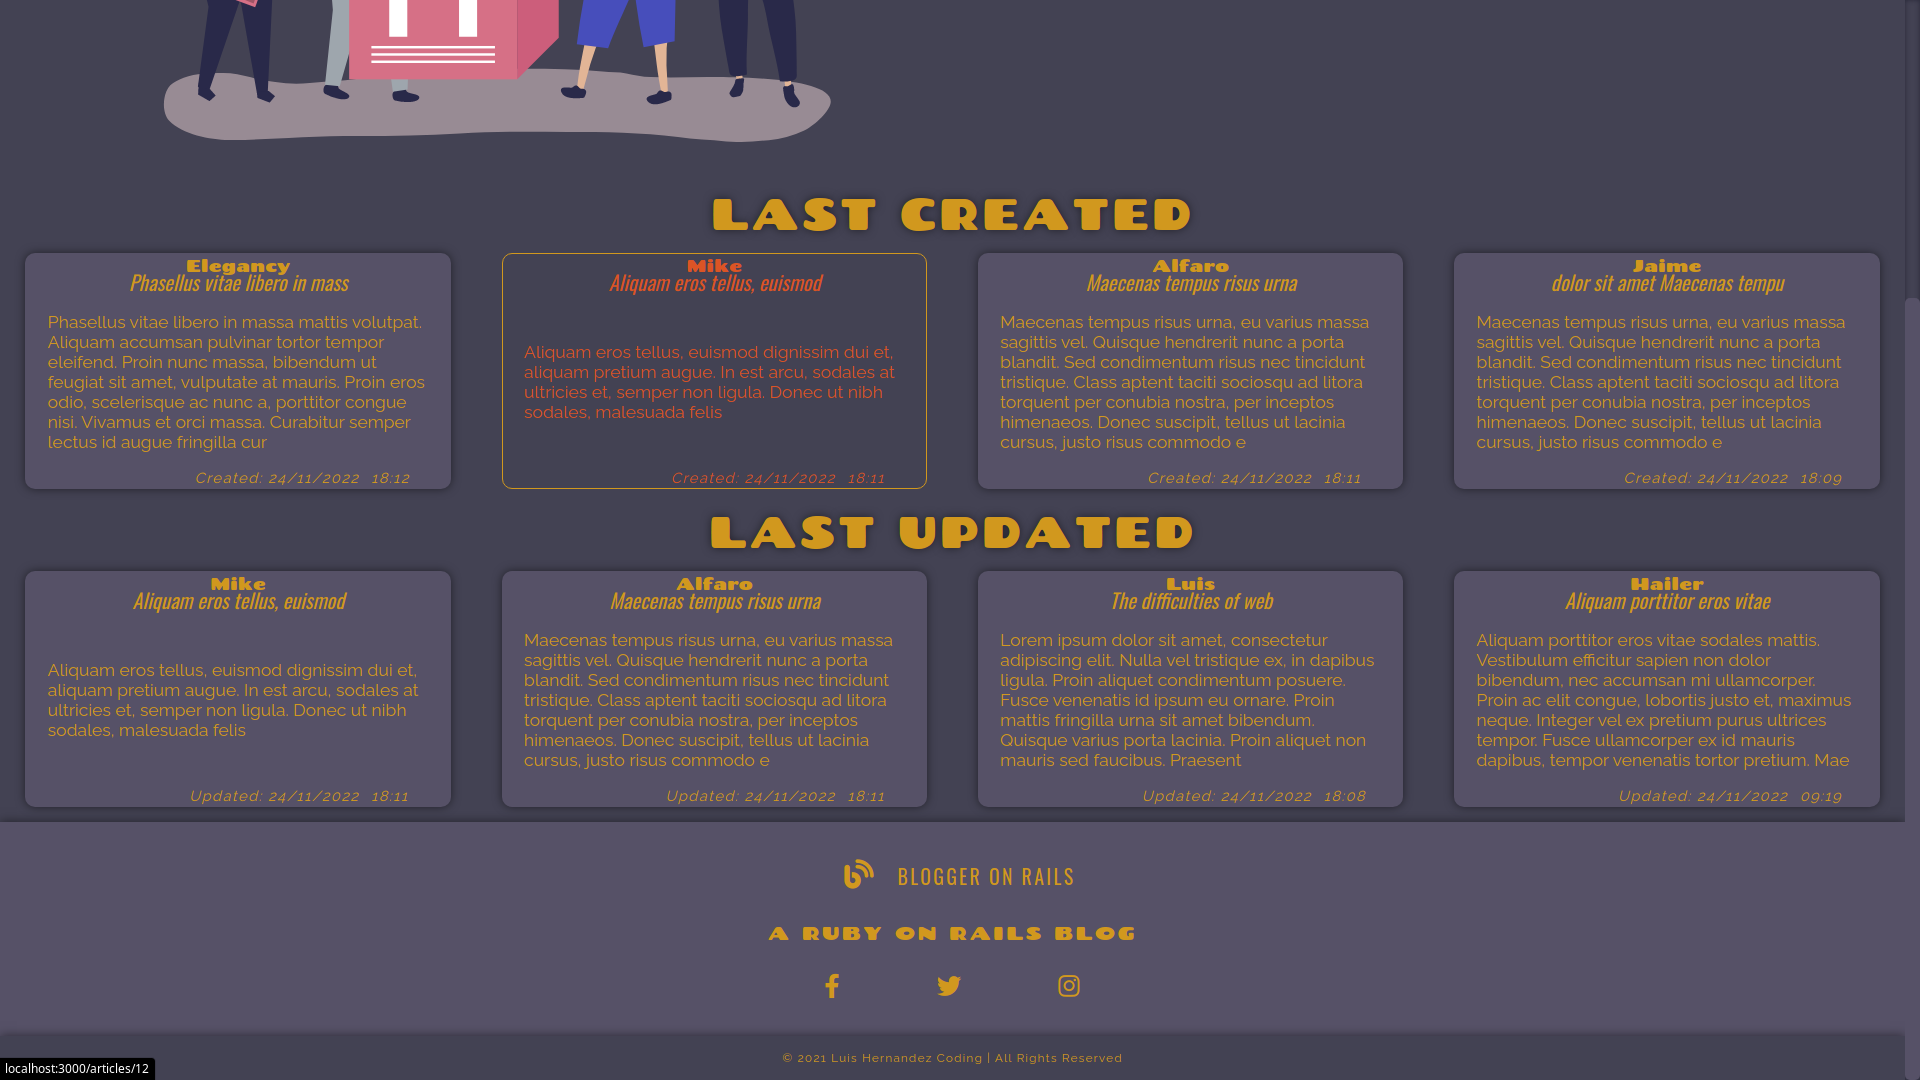 LAST CREATED
Elegancy
Phasellus vitae libero in mass
Phasellus vitae libero in massa mattis volutpat.
Aliquam accumsan pulvinar tortor tempor
eleifend. Proin nunc massa, bibendum ut
feugiat sit amet, vulputate at mauris. Proin eros
odio, scelerisque ac nunc a, porttitor congue
nisi. Vivamus et orci massa. Curabitur semper
lectus id augue fringilla cur
Created: 24/11/2022 18:12
Mike
Aliquam eros tellus, euismod
Aliquam eros tellus, euismod dignissim dui et,
aliquam pretium augue. In est arcu, sodales at
ultricies et, semper non ligula. Donec ut nibh
sodales, malesuada felis
Created: 24/11/2022 18:11
Alfaro
Maecenas tempus risus urna
Maecenas tempus risus urna, eu varius massa
sagittis vel. Quisque hendrerit nunc a porta
blandit. Sed condimentum risus nec tincidunt
tristique. Class aptent taciti sociosqu ad litora
torquent per conubia nostra, per inceptos
himenaeos. Donec suscipit, tellus ut lacinia
cursus, justo risus commodo e
Created: 24/11/2022 18:11
Jaime
dolor sit amet Maecenas tempu
Maecenas tempus risus urna, eu varius massa
sagittis vel. Quisque hendrerit nunc a porta
blandit. Sed condimentum risus nec tincidunt
tristique. Class aptent taciti sociosqu ad litora
torquent per conubia nostra, per inceptos
himenaeos. Donec suscipit, tellus ut lacinia
cursus, justo risus commodo e
Created: 24/11/2022 18:09
LAST UPDATED
Mike
Aliquam eros tellus, euismod
Aliquam eros tellus, euismod dignissim dui et,
aliquam pretium augue. In est arcu, sodales at
ultricies et, semper non ligula. Donec ut nibh
sodales, malesuada felis
Updated: 24/11/2022 18:11
Alfaro
Maecenas tempus risus urna
Maecenas tempus risus urna, eu varius massa
sagittis vel. Quisque hendrerit nunc a porta
blandit. Sed condimentum risus nec tincidunt
tristique. Class aptent taciti sociosqu ad litora
torquent per conubia nostra, per inceptos
himenaeos. Donec suscipit, tellus ut lacinia
cursus, justo risus commodo e
Updated: 24/11/2022 18:11
Luis
The difficulties of web
Lorem ipsum dolor sit amet, consectetur
adipiscing elit. Nulla vel tristique ex, in dapibus
ligula. Proin aliquet condimentum posuere.
Fusce venenatis id ipsum eu ornare. Proin
mattis fringilla urna sit amet bibendum.
Quisque varius porta lacinia. Proin aliquet non
mauris sed faucibus. Praesent
Updated: 24/11/2022 18:08
Hailer
Aliquam porttitor eros vitae
Aliquam porttitor eros vitae sodales mattis.
Vestibulum efficitur sapien non dolor
bibendum, nec accumsan mi ullamcorper.
Proin ac elit congue, lobortis justo et, maximus
neque. Integer vel ex pretium purus ultrices
tempor. Fusce ullamcorper ex id mauris
dapibus, tempor venenatis tortor pretium. Mae
Updated: 24/11/2022 09:19
BLOGGER ON RAILS
A RUBY ON RAILS BLOG
© 2021 Luis Hernandez Coding | All Rights Reserved
localhost:3000/articles/12